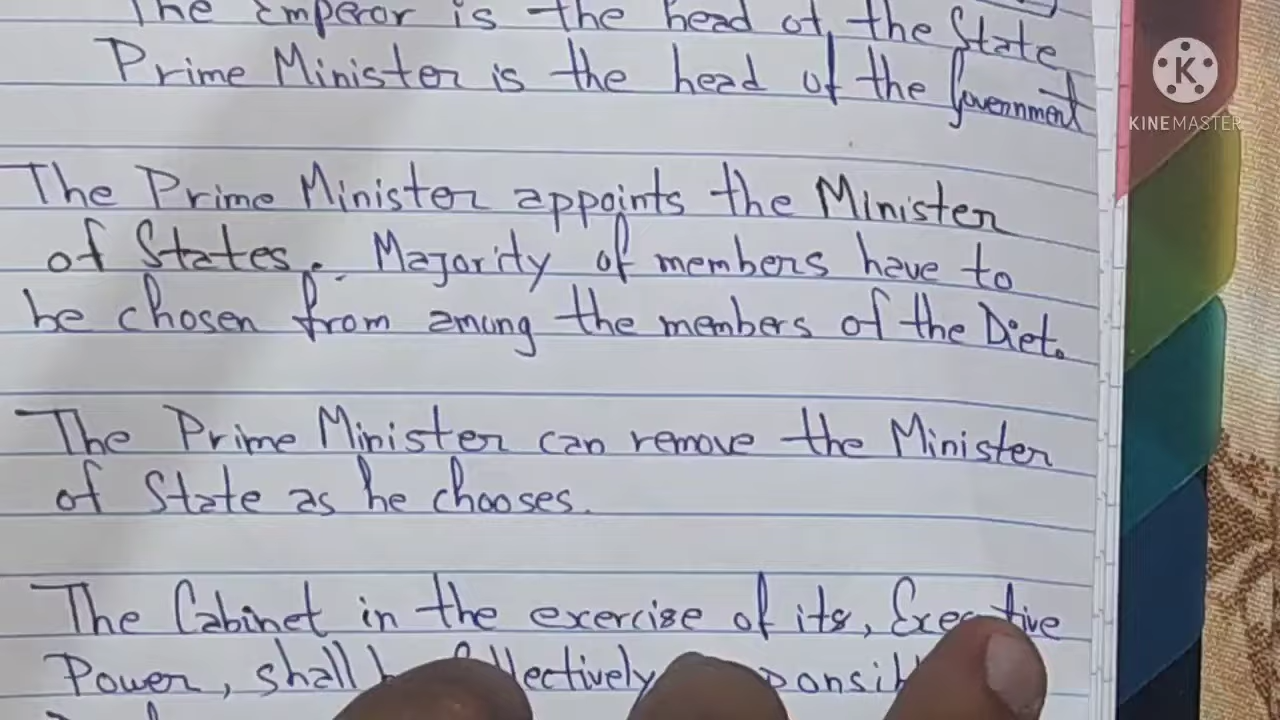 The Emperor is the head of the State
Prime Minister is the head of the Government
KINEMASTER
The Prime Minister appoints the Minister
of States. Majority of members have to
be chosen from among the members of the Diet.
The Prime Minister can remove the Minister
of State as he chooses.
The Cabinet in the exercise of its, Executive
Power, shall